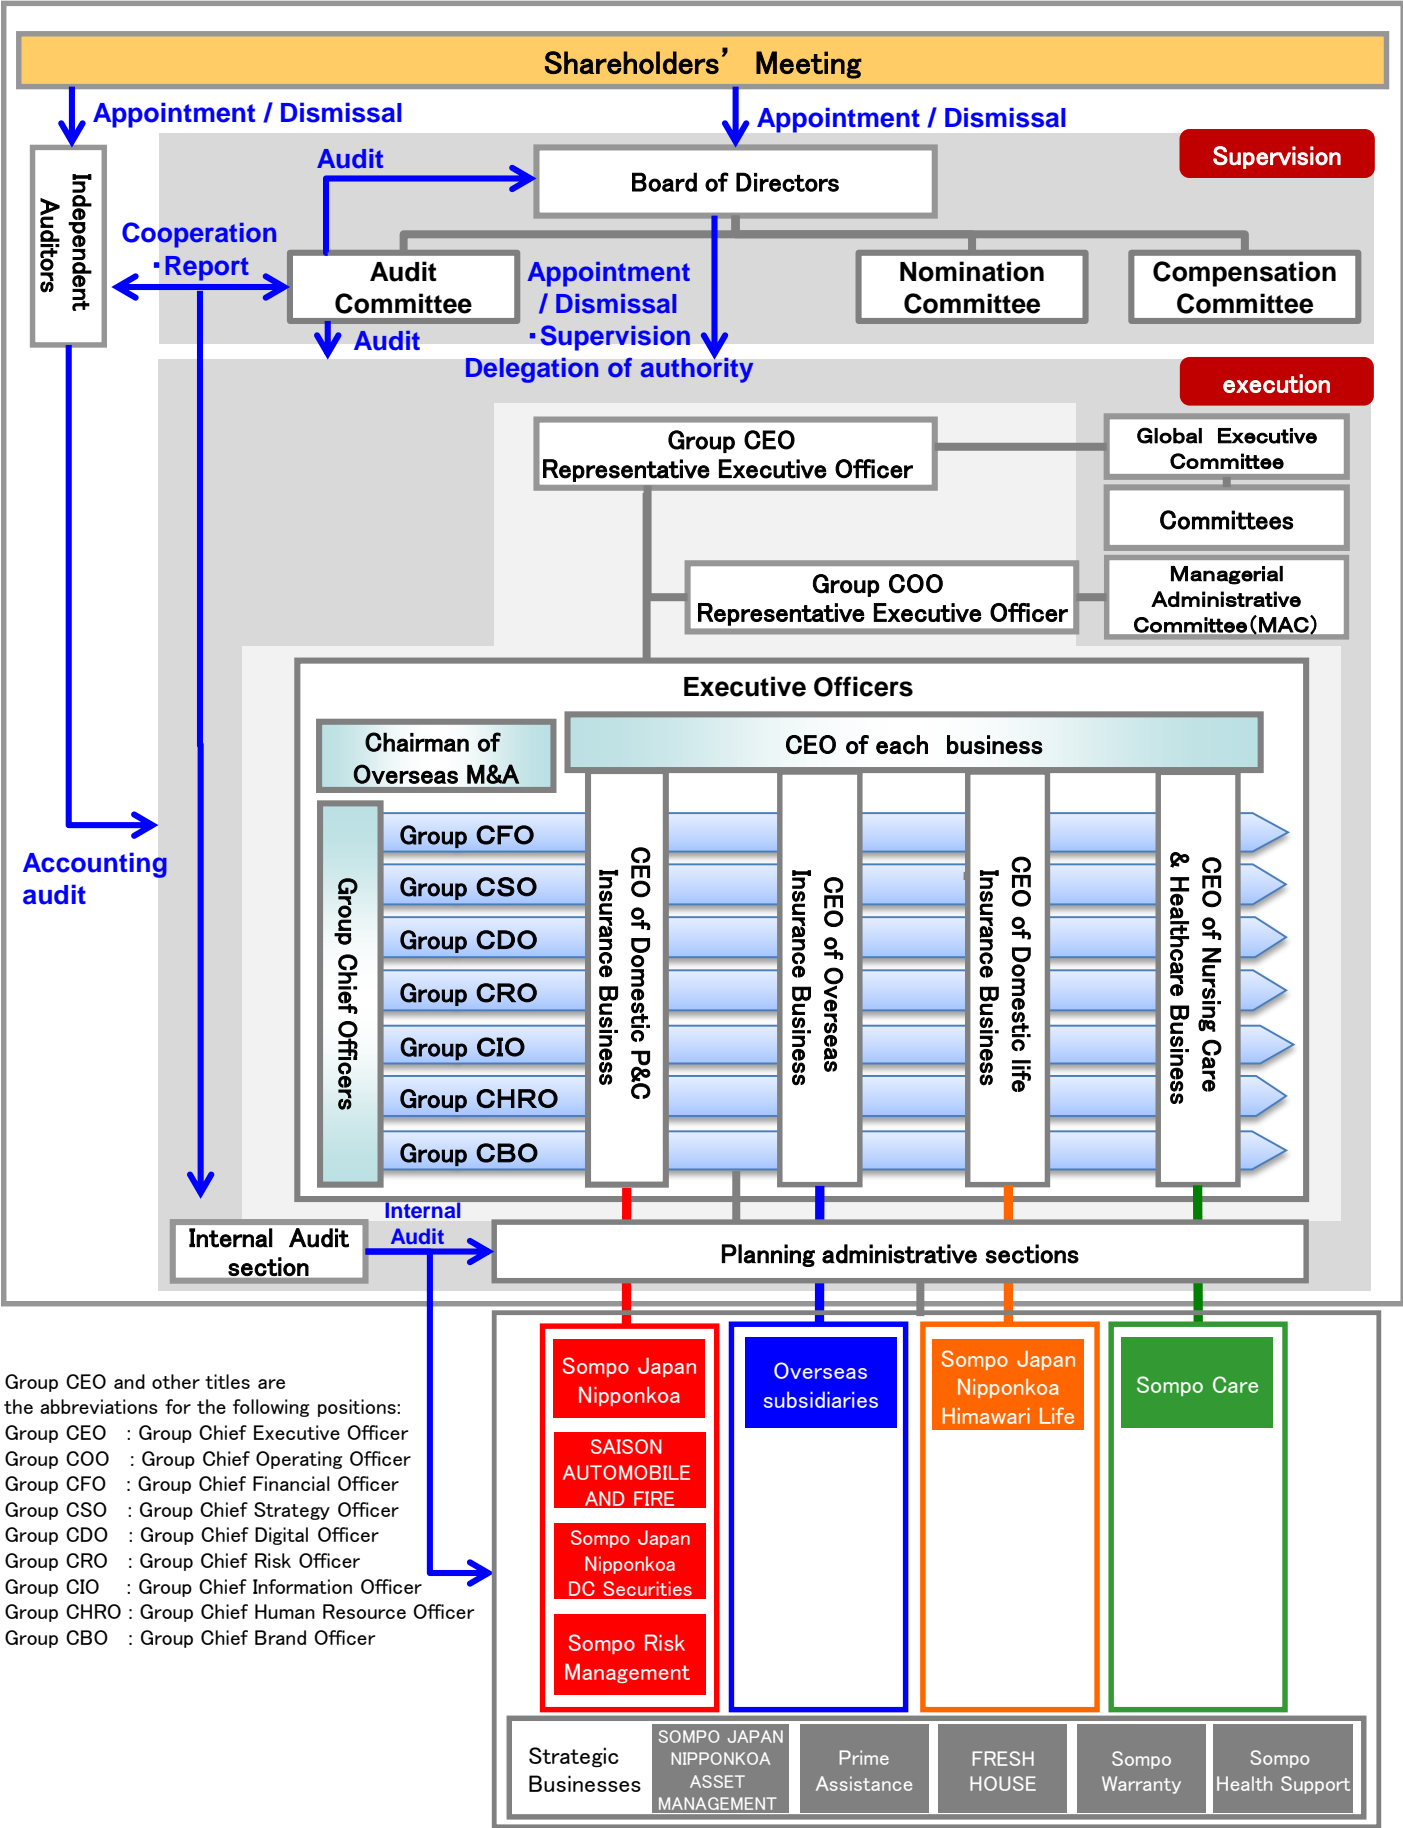 Shareholders’ Meeting
Appointment / Dismissal
Appointment / Dismissal
Supervision
Independent
Auditors
Audit
Board of Directors
Cooperation
・Report
Audit
Committee
Appointment
/ Dismissal
・Supervision
Delegation of authority
Nomination
Committee
Compensation
Committee
Audit
execution
Group CEO
Representative Executive Officer
Global Executive
Committee
Committees
Group COO
Representative Executive Officer
Managerial
Administrative
Committee(MAC)
Executive Officers
Chairman of
Overseas M&A
CEO of each business
Accounting
audit
Group Chief Officers
Group CFO
Group CSO
Group CDO
Group CRO
Group CIO
Group CHRO
Group CBO
CEO of Domestic P&C
Insurance Business
CEO of Overseas
Insurance Business
CEO of Domestic life
Insurance Business
CEO of Nursing Care
& Healthcare Business
Internal
Audit
Internal Audit
section
Planning administrative sections
Group CEO and other titles are
the abbreviations for the following positions:
Group CEO : Group Chief Executive Officer
Group COO : Group Chief Operating Officer
Group CFO : Group Chief Financial Officer
Group CSO : Group Chief Strategy Officer
Group CDO : Group Chief Digital Officer
Group CRO : Group Chief Risk Officer
Group CIO : Group Chief Information Officer
Group CHRO : Group Chief Human Resource Officer
Group CBO : Group Chief Brand Officer
Sompo Japan
Nipponkoa
SAISON
AUTOMOBILE
AND FIRE
Sompo Japan
Nipponkoa
DC Securities
Sompo Risk
Management
Overseas
subsidiaries
Sompo Japan
Nipponkoa
Himawari Life
Sompo Care
Strategic
Businesses
SOMPO JAPAN
NIPPONKOA
ASSET
MANAGEMENT
Prime
Assistance
FRESH
HOUSE
Sompo
Warranty
Sompo
Health Support